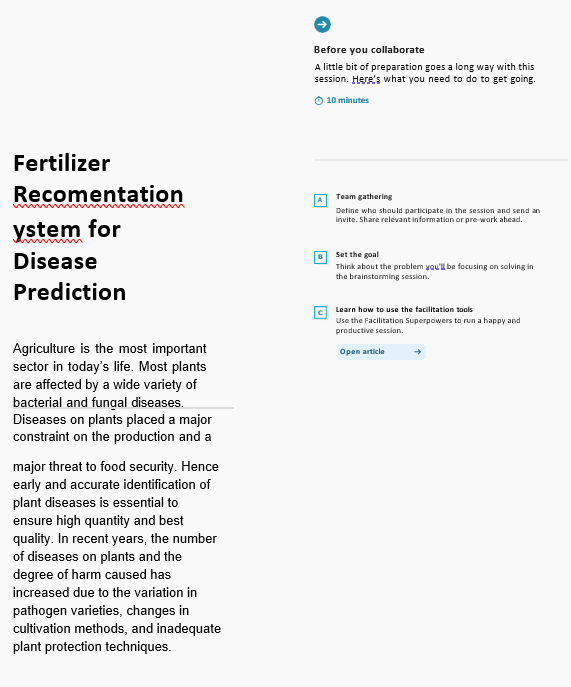 Before you collaborate
A little bit of preparation goes a long way with this
session. Here's what you need to do to get going.
10 minutes
Fertilizer
Recomentation
ystem for
Disease
Prediction
Agriculture is the most important
sector in today's life. Most plants
are affected by a wide variety of
bacterial and fungal diseases.
Diseases on plants placed a major
constraint on the production and a
major threat to food security. Hence
early and accurate identification of
plant diseases is essential to
ensure high quantity and best
quality. In recent years, the number
of diseases on plants and the
degree of harm caused has
increased due to the variation in
pathogen varieties, changes in
cultivation methods, and inadequate
plant protection techniques.
A
Team gathering
Define who should participate in the session and send an
invite. Share relevant information or pre-work ahead.
B
Set the goal
Think about the problem you'll be focusing on solving in
the brainstorming session.
C
Learn how to use the facilitation tools
Use the Facilitation Superpowers to run a happy and
productive session.
Open article